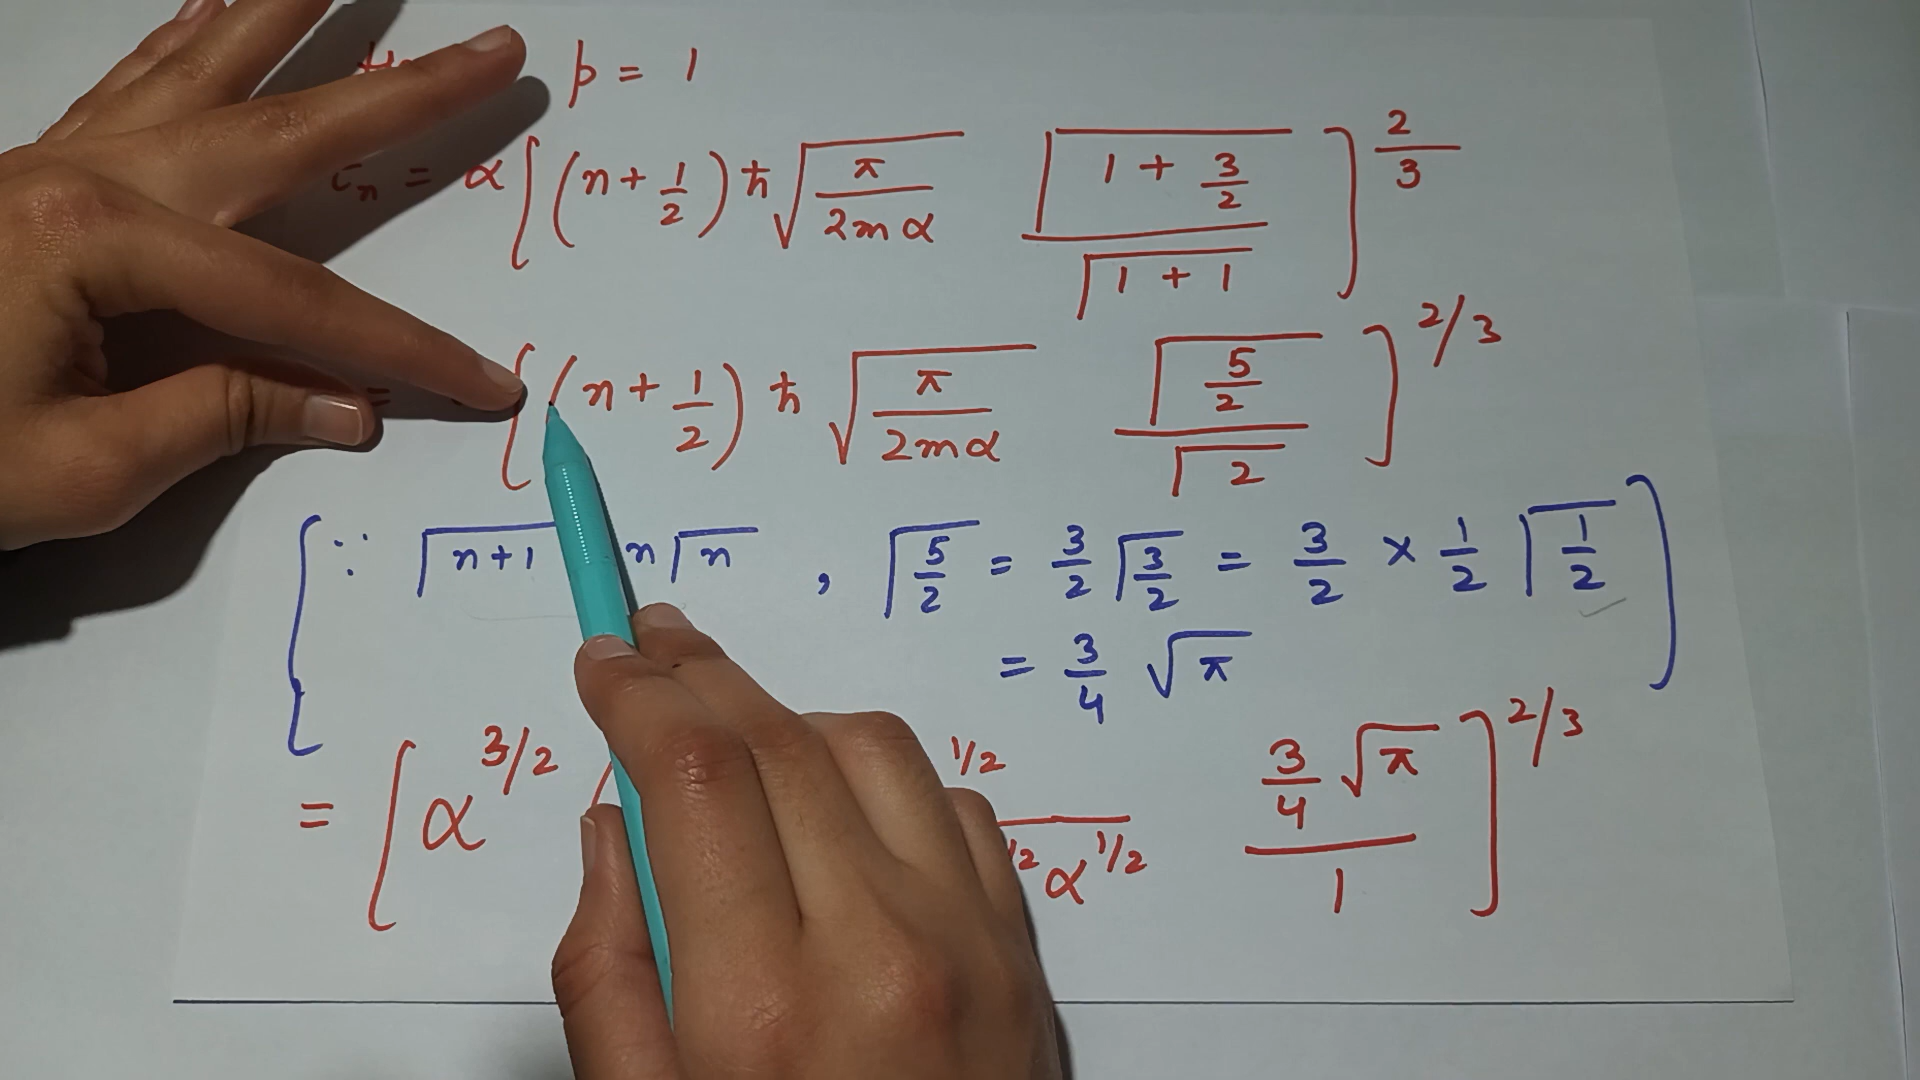 p = 1
= α[(n + 1/2) ħ √(π/2mα) Γ(1 + 3/2)/Γ(1 + 1)]^(2/3)
= [(n + 1/2) ħ √(π/2mα) Γ(5/2)/Γ(2)]^(2/3)
[∵ Γ(n+1) n Γ(n) , Γ(5/2) = 3/2 Γ(3/2) = 3/2 × 1/2 Γ(1/2)
= 3/4 √π]
= [α^(3/2) ( ^(1/2) / ^(1/2) α^(1/2) (3/4 √π)/1]^(2/3)